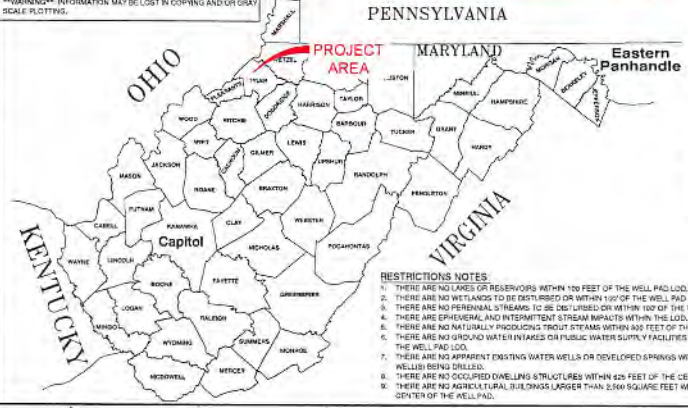 **WARNING** INFORMATION MAY BE LOST IN COPYING AND/OR GRAY
SCALE PLOTTING.
PENNSYLVANIA
MARSHALL
OHIO
PROJECT
AREA
MARYLAND
Eastern
Panhandle
TYLER
PLEASANTS
DODDRIDGE
HARRISON
TAYLOR
MORGAN
BERKELEY
JEFFERSON
MINERAL
HAMPSHIRE
WOOD
RITCHIE
BARBOUR
TUCKER
GRANT
HARDY
WIRT
CALHOUN
GILMER
LEWIS
UPSHUR
RANDOLPH
JACKSON
MASON
ROANE
BRAXTON
PENDLETON
PUTNAM
CABELL
KANAWHA
CLAY
WEBSTER
VIRGINIA
Capitol
NICHOLAS
POCAHONTAS
KENTUCKY
WAYNE
LINCOLN
BOONE
FAYETTE
GREENBRIER
LOGAN
RALEIGH
MINGO
WYOMING
SUMMERS
MONROE
MERCER
MCDOWELL
RESTRICTIONS NOTES
1. THERE ARE NO LAKES OR RESERVOIRS WITHIN 100 FEET OF THE WELL PAD LOD.
2. THERE ARE NO WETLANDS TO BE DISTURBED OR WITHIN 100' OF THE WELL PAD
3. THERE ARE NO PERENNIAL STREAMS TO BE DISTURBED OR WITHIN 100' OF THE
4. THERE ARE EPHEMERAL AND INTERMITTENT STREAM IMPACTS WITHIN THE LOD.
5. THERE ARE NO NATURALLY PRODUCING TROUT STEAMS WITHIN 300 FEET OF
6. THERE ARE NO GROUND WATER INTAKES OR PUBLIC WATER SUPPLY FACILITIES
THE WELL PAD LOD.
7. THERE ARE NO APPARENT EXISTING WATER WELLS OR DEVELOPED SPRINGS
WELL(S) BEING DRILLED.
8. THERE ARE NO OCCUPIED DWELLING STRUCTURES WITHIN 625 FEET OF THE
9. THERE ARE NO AGRICULTURAL BUILDINGS LARGER THAN 2,500 SQUARE FEET
CENTER OF THE WELL PAD.